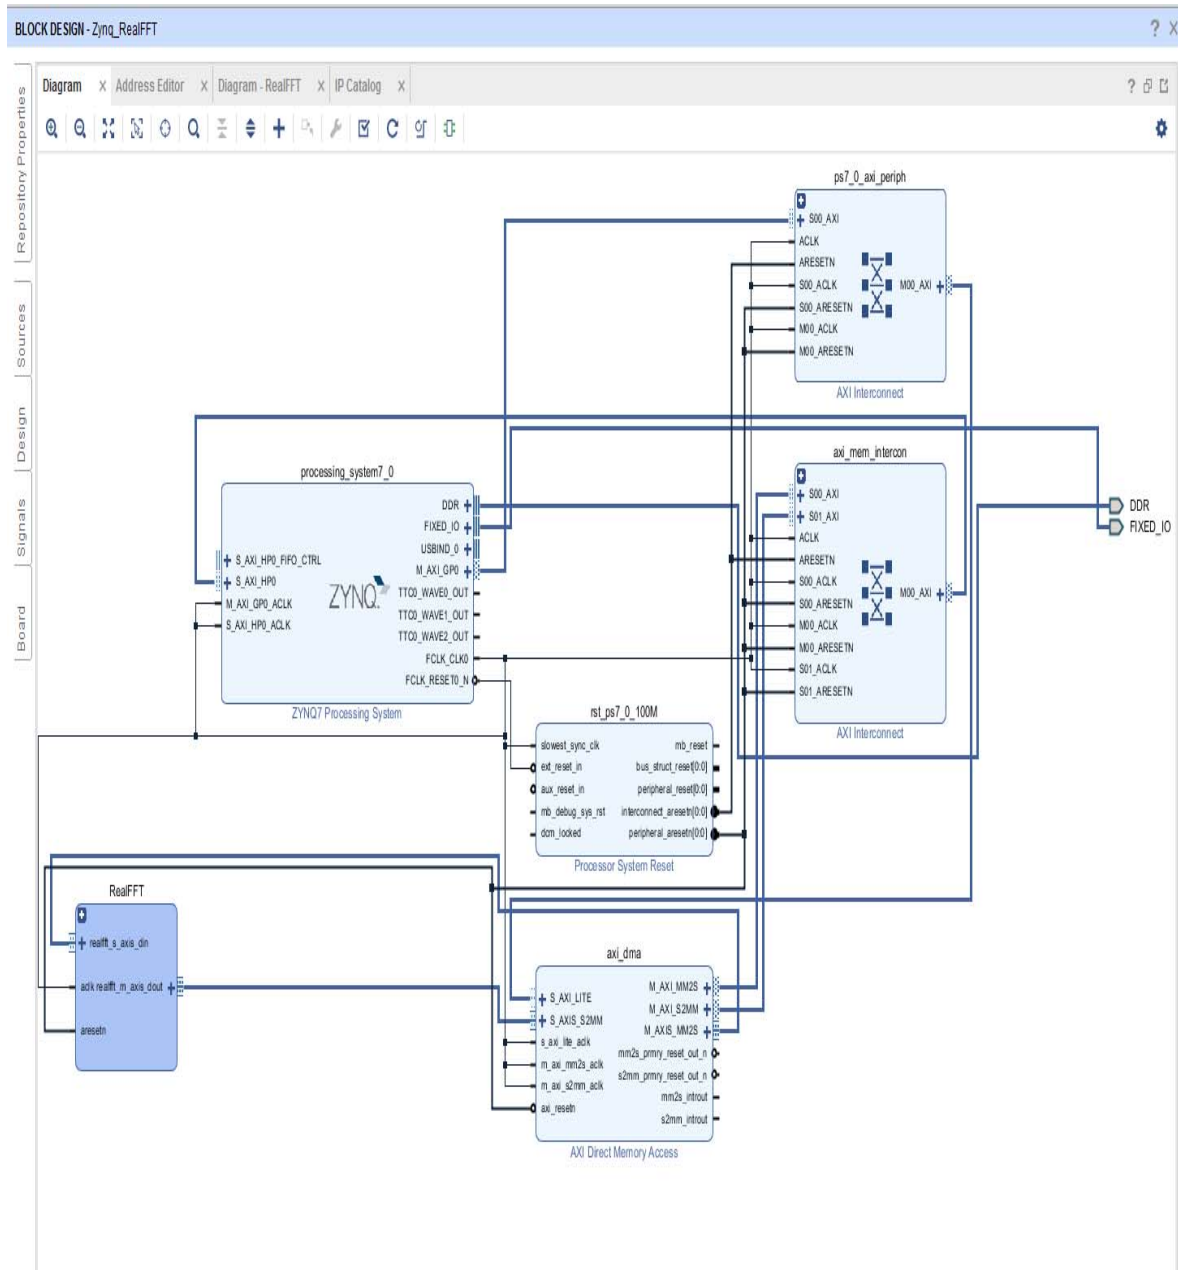 BLOCK DESIGN - Zynq_RealFFT
Diagram
Address Editor
Diagram - RealFFT
IP Catalog
Repository Properties
Sources
Design
Signals
Board
ps7_0_axi_periph
S00_AXI
ACLK
ARESETN
S00_ACLK
S00_ARESETN
M00_ACLK
M00_ARESETN
M00_AXI
AXI Interconnect
axi_mem_intercon
S00_AXI
S01_AXI
ACLK
ARESETN
S00_ACLK
S00_ARESETN
M00_ACLK
M00_ARESETN
S01_ACLK
S01_ARESETN
M00_AXI
AXI Interconnect
DDR
FIXED_IO
processing_system7_0
S_AXI_HP0_FIFO_CTRL
S_AXI_HP0
M_AXI_GP0_ACLK
S_AXI_HP0_ACLK
ZYNQ
DDR
FIXED_IO
USBIND_0
M_AXI_GP0
TTC0_WAVE0_OUT
TTC0_WAVE1_OUT
TTC0_WAVE2_OUT
FCLK_CLK0
FCLK_RESET0_N
ZYNQ7 Processing System
rst_ps7_0_100M
slowest_sync_clk
ext_reset_in
aux_reset_in
mb_debug_sys_rst
dcm_locked
mb_reset
bus_struct_reset[0:0]
peripheral_reset[0:0]
interconnect_aresetn[0:0]
peripheral_aresetn[0:0]
Processor System Reset
RealFFT
realfft_s_axis_din
aclk realfft_m_axis_dout
aresetn
axi_dma
S_AXI_LITE
S_AXIS_S2MM
s_axi_lite_aclk
m_axi_mm2s_aclk
m_axi_s2mm_aclk
axi_resetn
M_AXI_MM2S
M_AXI_S2MM
M_AXIS_MM2S
mm2s_prmry_reset_out_n
s2mm_prmry_reset_out_n
mm2s_introut
s2mm_introut
AXI Direct Memory Access